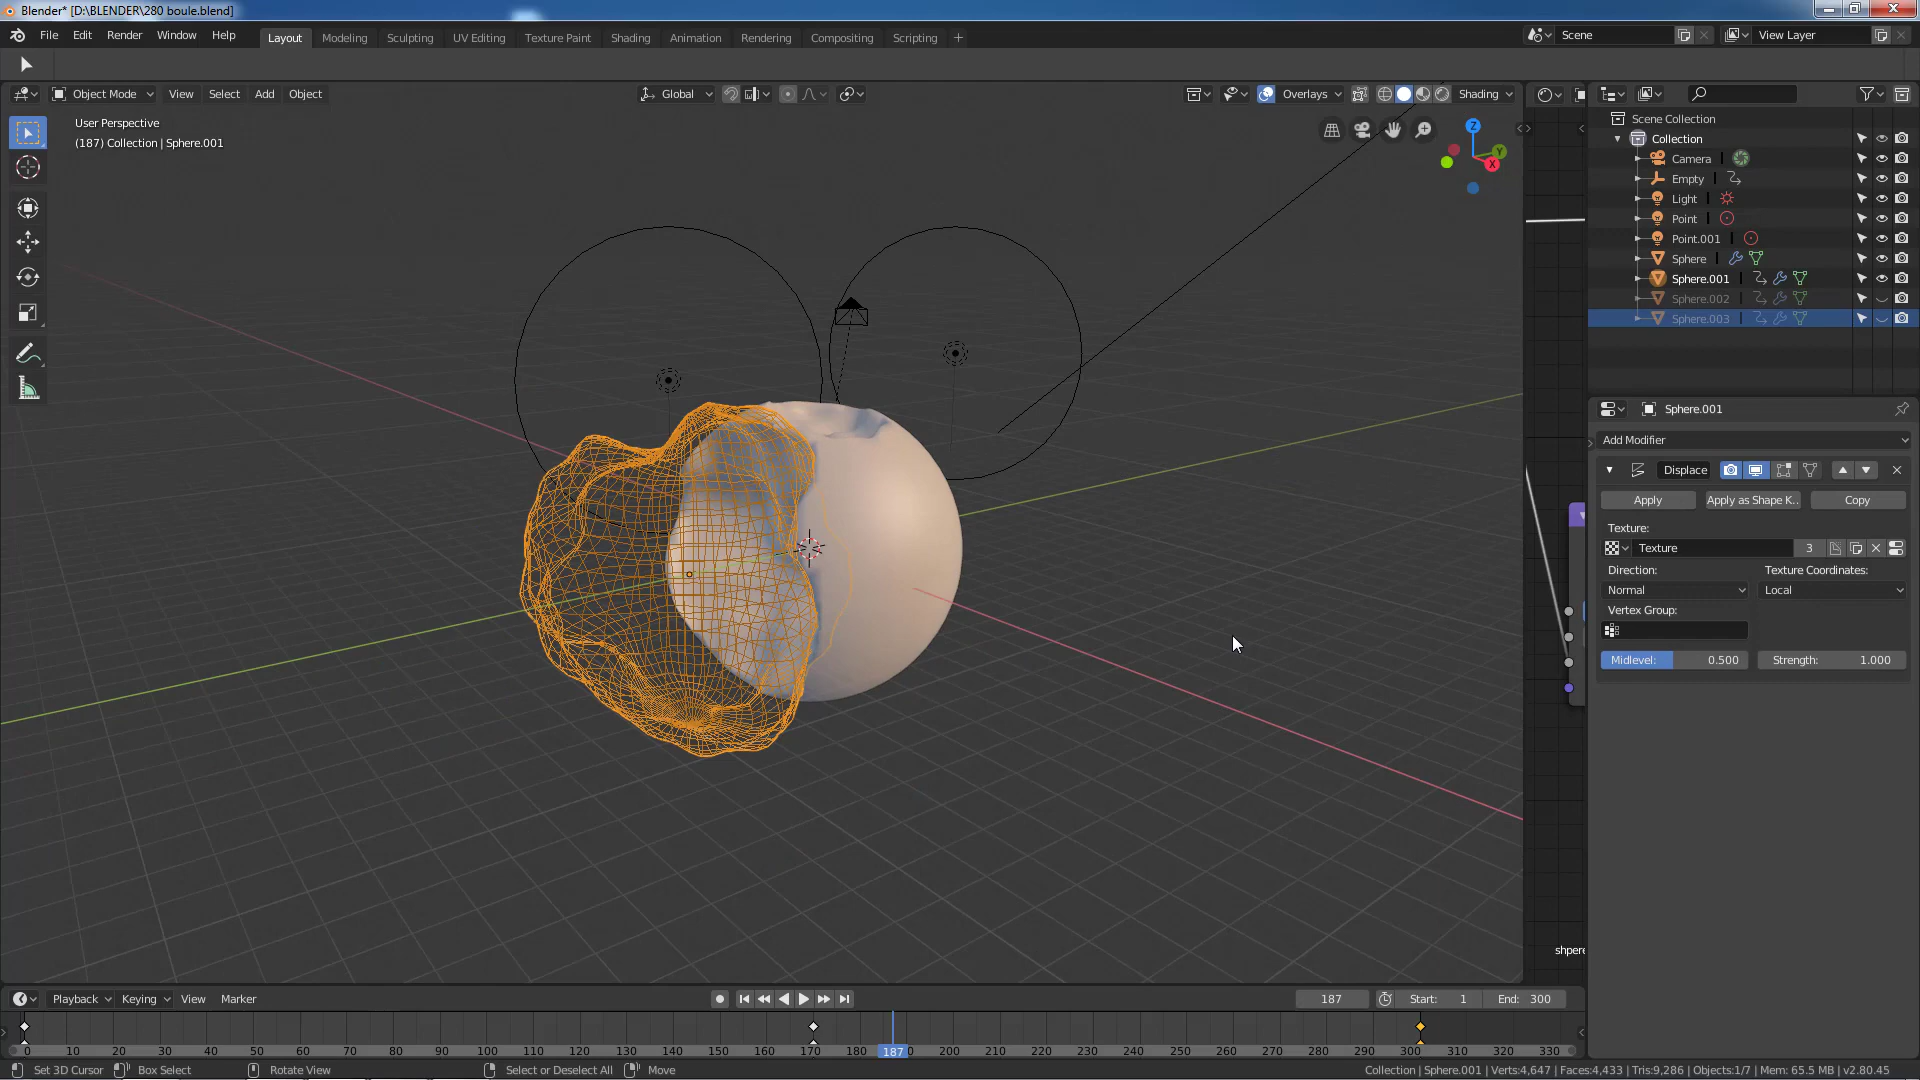 Blender* [D:\BLENDER\280 boule.blend]
File Edit Render Window Help
Layout Modeling Sculpting UV Editing Texture Paint Shading Animation Rendering Compositing Scripting
Scene
View Layer
Object Mode View Select Add Object
Global
Overlays
Shading
User Perspective
(187) Collection | Sphere.001
Z
Y
X
Scene Collection
Collection
Camera
Empty
Light
Point
Point.001
Sphere
Sphere.001
Sphere.002
Sphere.003
Sphere.001
Add Modifier
Displace
Apply
Apply as Shape K..
Copy
Texture:
Texture 3
Direction: Texture Coordinates:
Normal Local
Vertex Group:
Midlevel: 0.500 Strength: 1.000
shpere
Playback Keying View Marker
187 Start: 1 End: 300
0 10 20 30 40 50 60 70 80 90 100 110 120 130 140 150 160 170 180 187 0 200 210 220 230 240 250 260 270 280 290 300 310 320 330
Set 3D Cursor Box Select Rotate View Select or Deselect All Move
Collection | Sphere.001 | Verts:4,647 | Faces:4,433 | Tris:9,286 | Objects:1/7 | Mem: 65.5 MB | v2.80.45